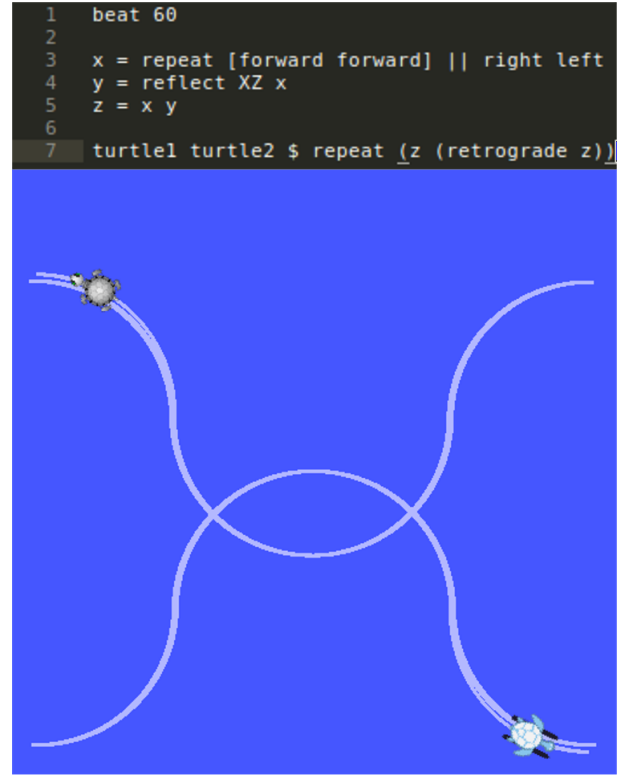 1 beat 60
2
3 x = repeat [forward forward] || right left
4 y = reflect XZ x
5 z = x y
6
7 turtle1 turtle2 $ repeat (z (retrograde z))